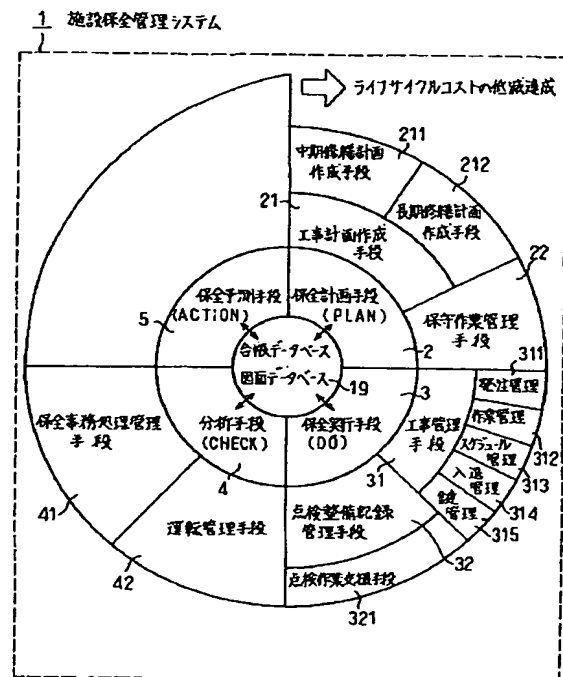 1 施設保全管理システム
ライフサイクルコストの低減達成
211
中期修繕計画
作成手段
212
長期修繕計画
作成手段
21
工事計画作成
手段
22
保守作業管理
手段
5
保全予測手段
(ACTION)
保全計画手段
(PLAN)
2
台帳データベース
図面データベース
19
3
分析手段
(CHECK)
4
保全実行手段
(DO)
31
工事管理
手段
311
発注管理
作業管理
312
スケジュール
管理
313
入退
管理
314
鍵
管理
315
保全事務処理管理
手段
41
運転管理手段
42
点検整備記録
管理手段
32
点検作業支援手段
321